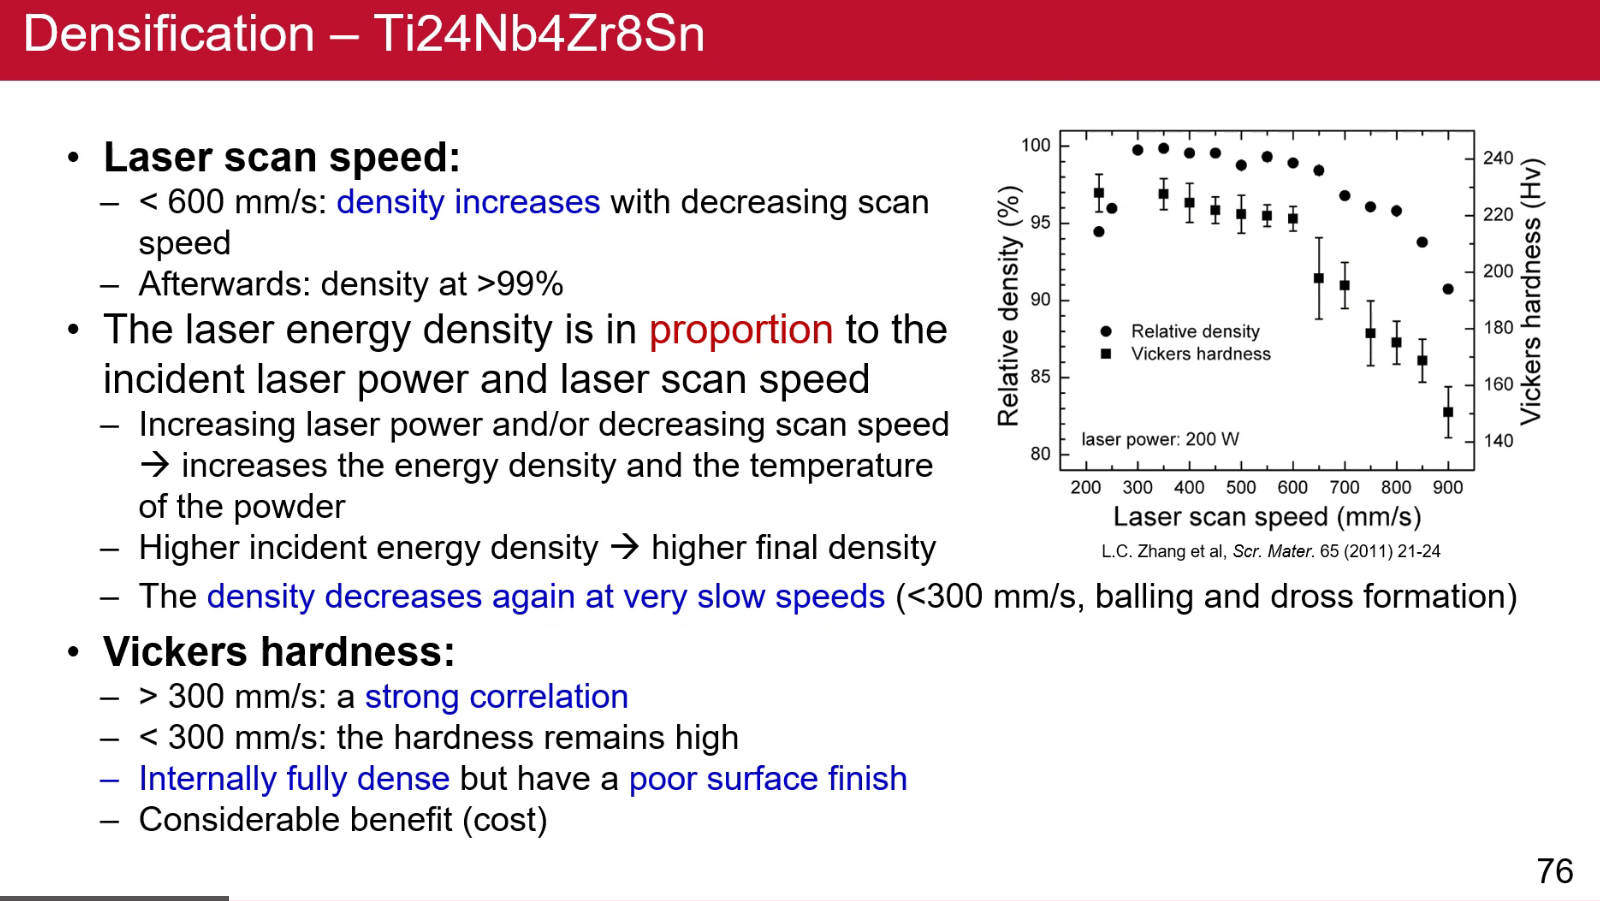 Densification – Ti24Nb4Zr8Sn
• Laser scan speed:
– < 600 mm/s: density increases with decreasing scan
speed
– Afterwards: density at >99%
• The laser energy density is in proportion to the
incident laser power and laser scan speed
– Increasing laser power and/or decreasing scan speed
→ increases the energy density and the temperature
of the powder
– Higher incident energy density → higher final density
– The density decreases again at very slow speeds (<300 mm/s, balling and dross formation)
• Vickers hardness:
– > 300 mm/s: a strong correlation
– < 300 mm/s: the hardness remains high
– Internally fully dense but have a poor surface finish
– Considerable benefit (cost)
Relative density (%)
100
95
90
85
80
Relative density
Vickers hardness
laser power: 200 W
240
220
200
180
160
140
Vickers hardness (Hv)
200 300 400 500 600 700 800 900
Laser scan speed (mm/s)
L.C. Zhang et al, Scr. Mater. 65 (2011) 21-24
76